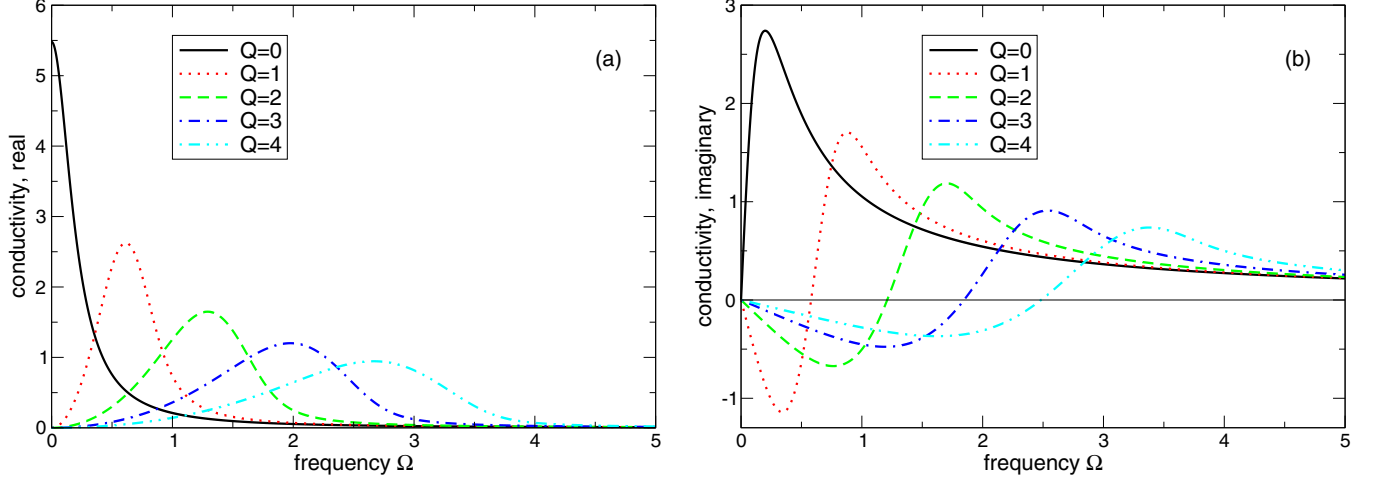 6
5
4
3
2
1
0
0 1 2 3 4 5
conductivity, real
frequency Ω
Q=0
Q=1
Q=2
Q=3
Q=4
(a)
3
2
1
0
-1
0 1 2 3 4 5
conductivity, imaginary
frequency Ω
Q=0
Q=1
Q=2
Q=3
Q=4
(b)